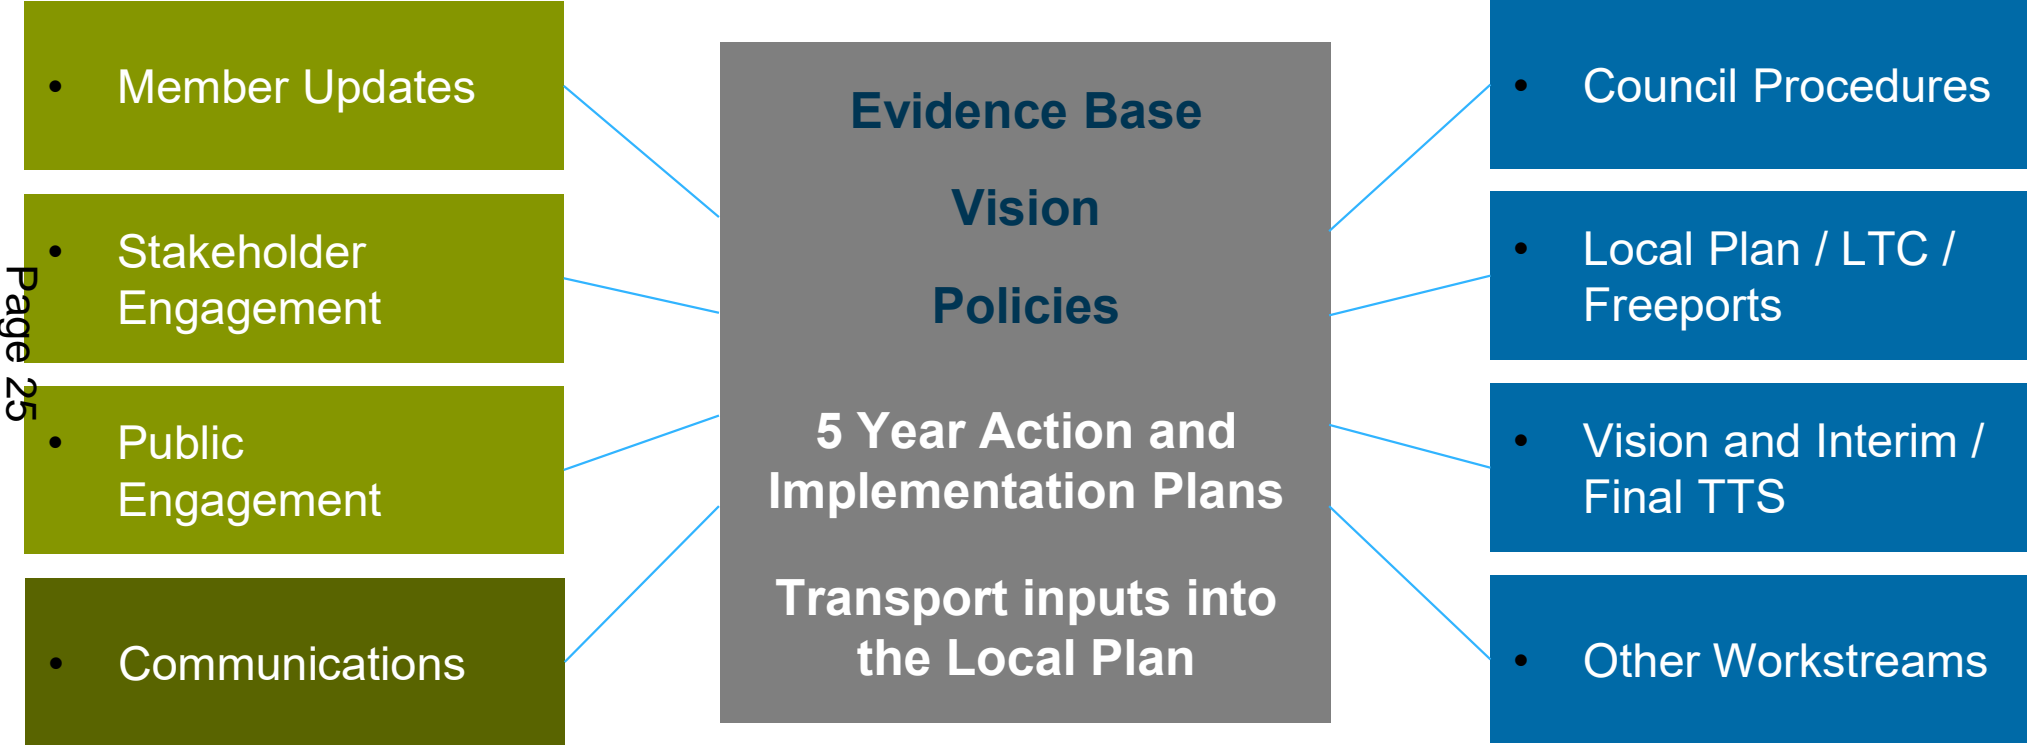 • Member Updates
• Stakeholder
Engagement
• Public
Engagement
• Communications
Page 25
Evidence Base
Vision
Policies
5 Year Action and
Implementation Plans
Transport inputs into
the Local Plan
• Council Procedures
• Local Plan / LTC /
Freeports
• Vision and Interim /
Final TTS
• Other Workstreams